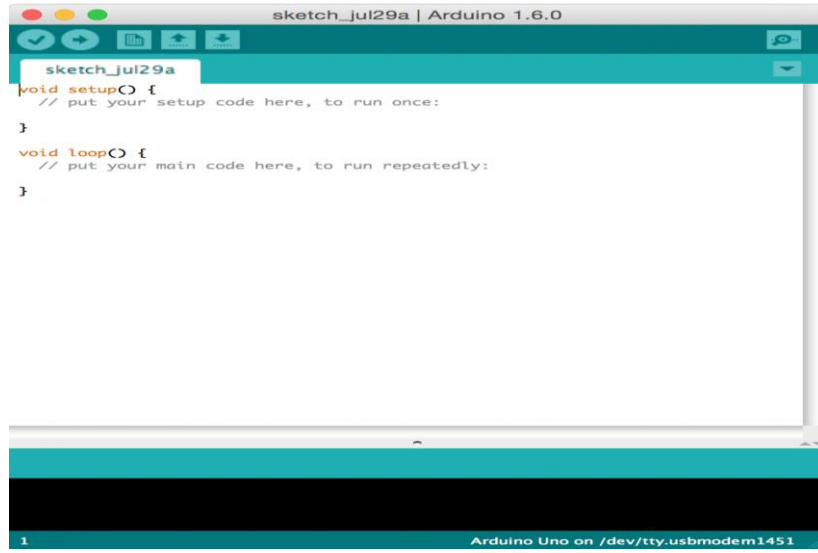 sketch_jul29a | Arduino 1.6.0
sketch_jul29a
void setup() {
  // put your setup code here, to run once:
}
void loop() {
  // put your main code here, to run repeatedly:
}
1
Arduino Uno on /dev/tty.usbmodem1451